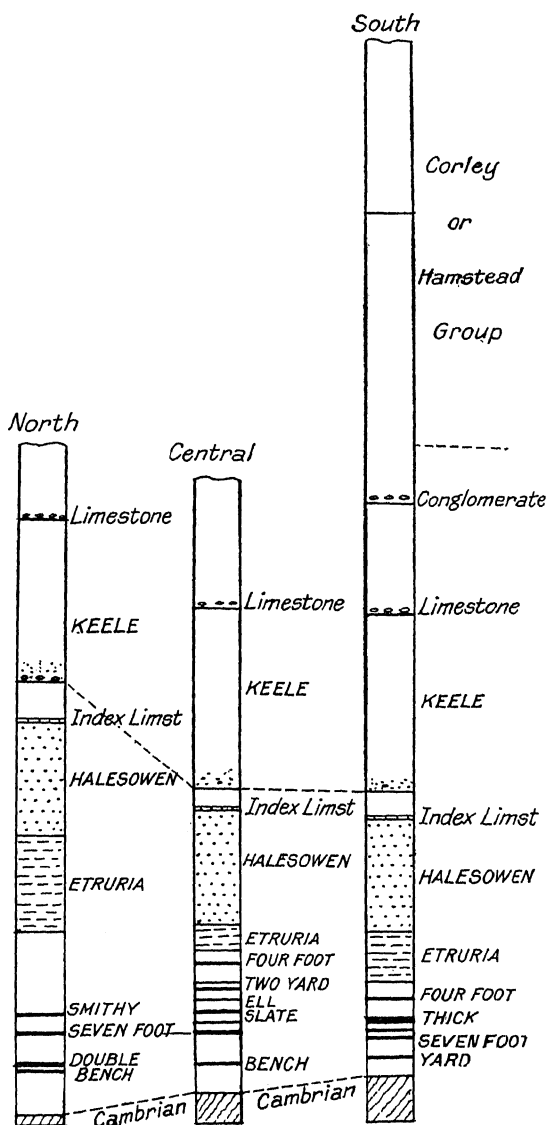 South
Corley
or
Hamstead
Group
Conglomerate
Limestone
KEELE
Index Limst
HALESOWEN
ETRURIA
FOUR FOOT
THICK
SEVEN FOOT
YARD
North
Limestone
KEELE
Index Limst
HALESOWEN
ETRURIA
SMITHY
SEVEN FOOT
DOUBLE
BENCH
Cambrian
Central
Limestone
KEELE
Index Limst
HALESOWEN
ETRURIA
FOUR FOOT
TWO YARD
ELL
SLATE
BENCH
Cambrian